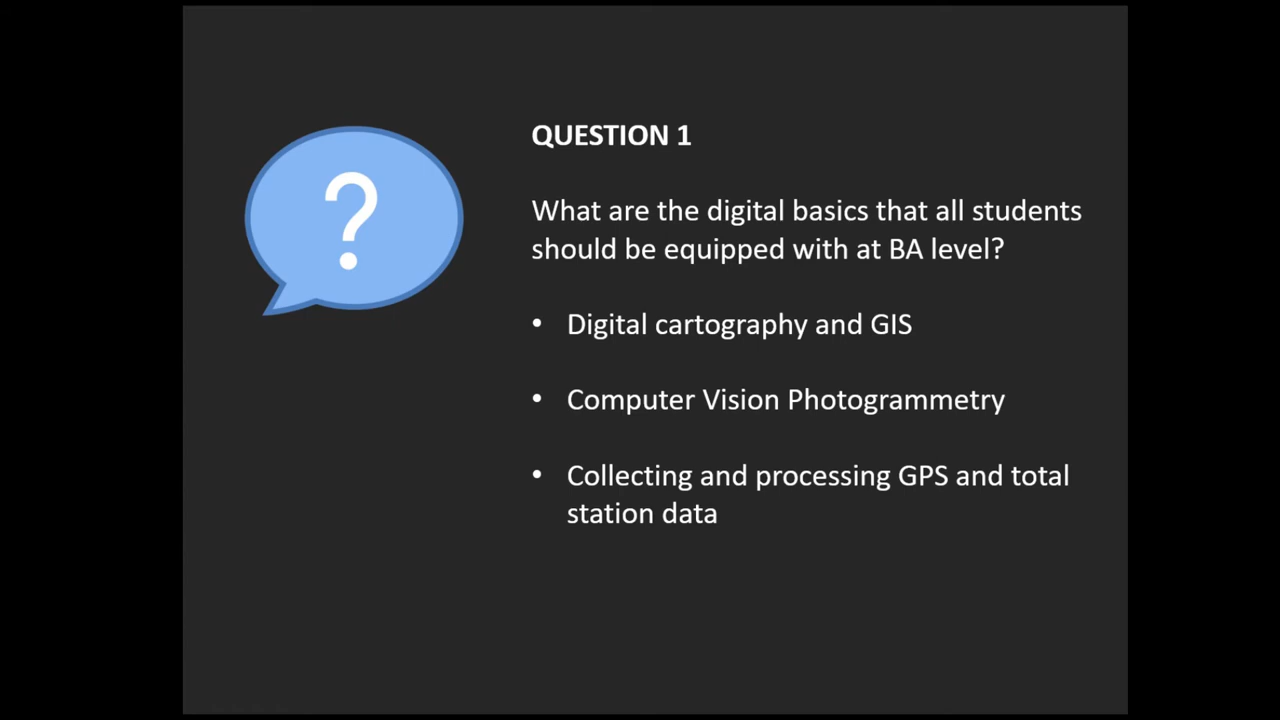 ?
QUESTION 1
What are the digital basics that all students
should be equipped with at BA level?
• Digital cartography and GIS
• Computer Vision Photogrammetry
• Collecting and processing GPS and total
station data